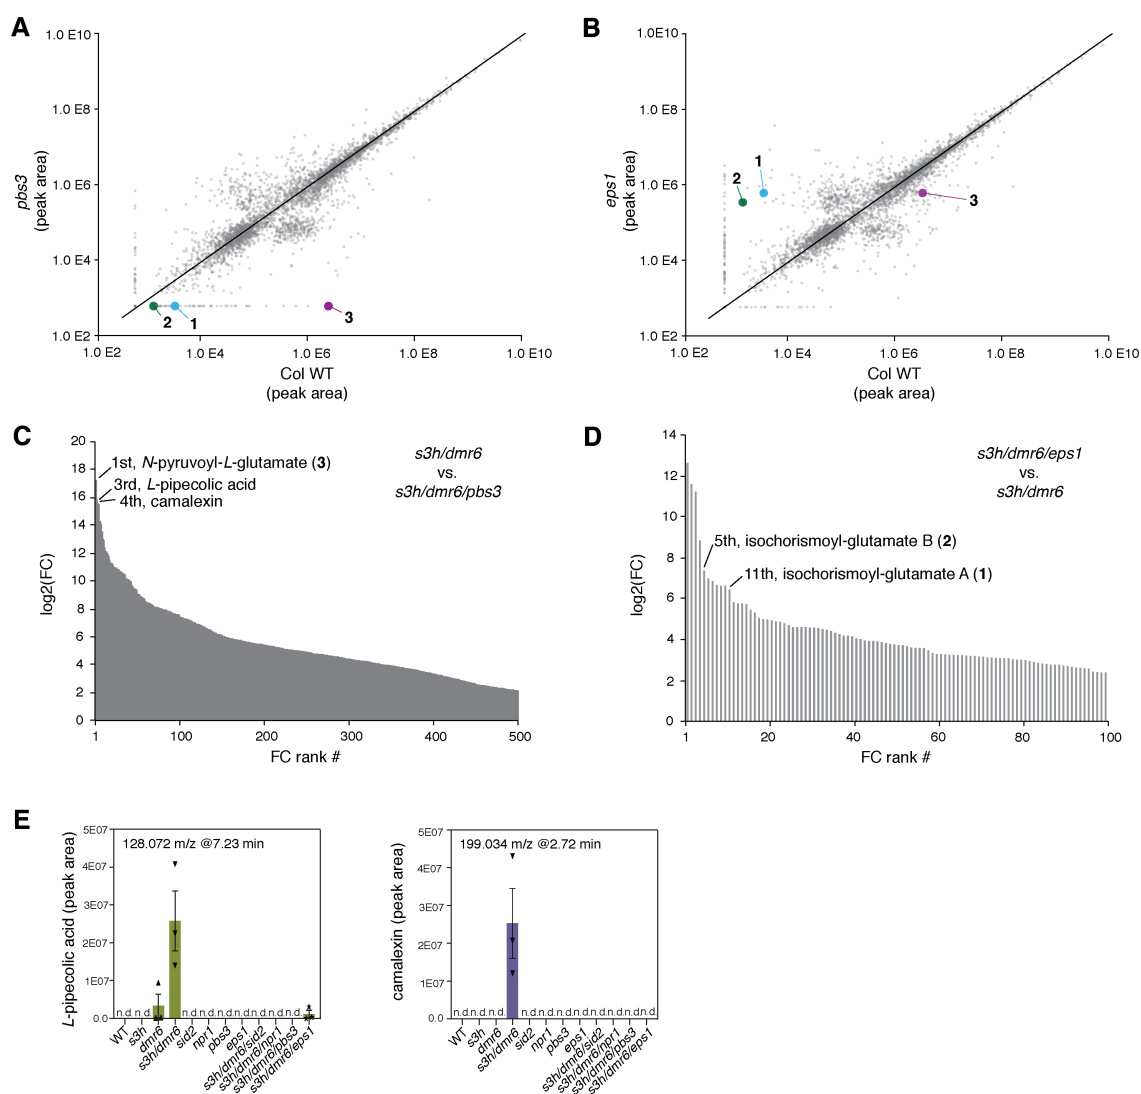 A
1.0 E10
1.0 E8
1.0 E6
1.0 E4
1.0 E2
pbs3
(peak area)
2
1
3
1.0 E2
1.0 E4
1.0 E6
1.0 E8
1.0 E10
Col WT
(peak area)
B
1.0E10
1.0 E8
1.0 E6
1.0 E4
1.0 E2
eps1
(peak area)
1
2
3
1.0 E2
1.0 E4
1.0 E6
1.0 E8
1.0 E10
Col WT
(peak area)
C
20
18
16
14
12
10
8
6
4
2
0
log2(FC)
1st, N-pyruvoyl-L-glutamate (3)
3rd, L-pipecolic acid
4th, camalexin
s3h/dmr6
vs.
s3h/dmr6/pbs3
1
100
200
300
400
500
FC rank #
D
14
12
10
8
6
4
2
0
log2(FC)
s3h/dmr6/eps1
vs.
s3h/dmr6
5th, isochorismoyl-glutamate B (2)
11th, isochorismoyl-glutamate A (1)
1
20
40
60
80
100
FC rank #
E
L-pipecolic acid (peak area)
5E07
4E07
3E07
2E07
1E07
0.0
128.072 m/z @7.23 min
n.d. n.d. n.d. n.d. n.d. n.d. n.d. n.d. n.d.
WT
s3h
dmr6
s3h/dmr6
sid2
npr1
pbs3
eps1
s3h/dmr6/sid2
s3h/dmr6/npr1
s3h/dmr6/pbs3
s3h/dmr6/eps1
camalexin (peak area)
5E07
4E07
3E07
2E07
1E07
0.0
199.034 m/z @2.72 min
n.d. n.d. n.d. n.d. n.d. n.d. n.d. n.d. n.d. n.d. n.d.
WT
s3h
dmr6
s3h/dmr6
sid2
npr1
pbs3
eps1
s3h/dmr6/sid2
s3h/dmr6/npr1
s3h/dmr6/pbs3
s3h/dmr6/eps1